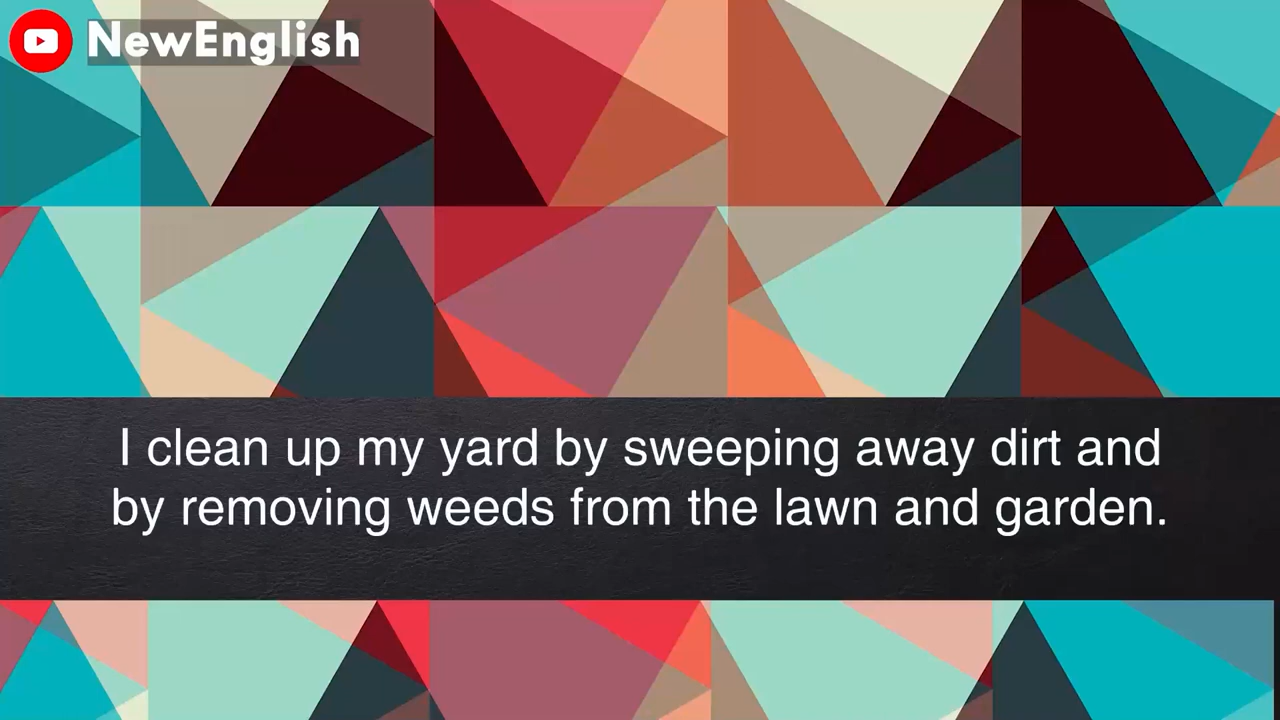 NewEnglish
I clean up my yard by sweeping away dirt and
by removing weeds from the lawn and garden.